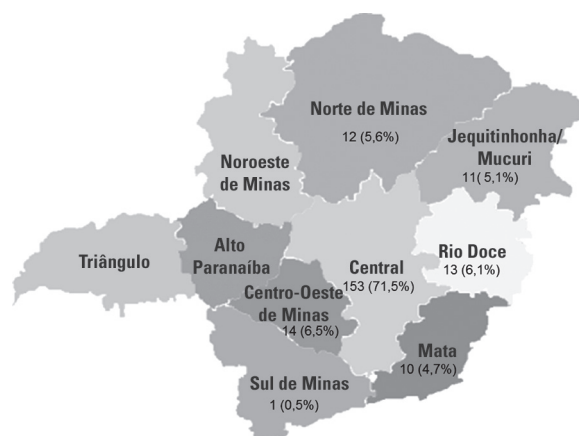 Norte de Minas
12 (5,6%)
Jequitinhonha/
Mucuri
11( 5,1%)
Noroeste
de Minas
Triângulo
Alto
Paranaíba
Central
153 (71,5%)
Rio Doce
13 (6,1%)
Centro-Oeste
de Minas
14 (6,5%)
Mata
10 (4,7%)
Sul de Minas
1 (0,5%)